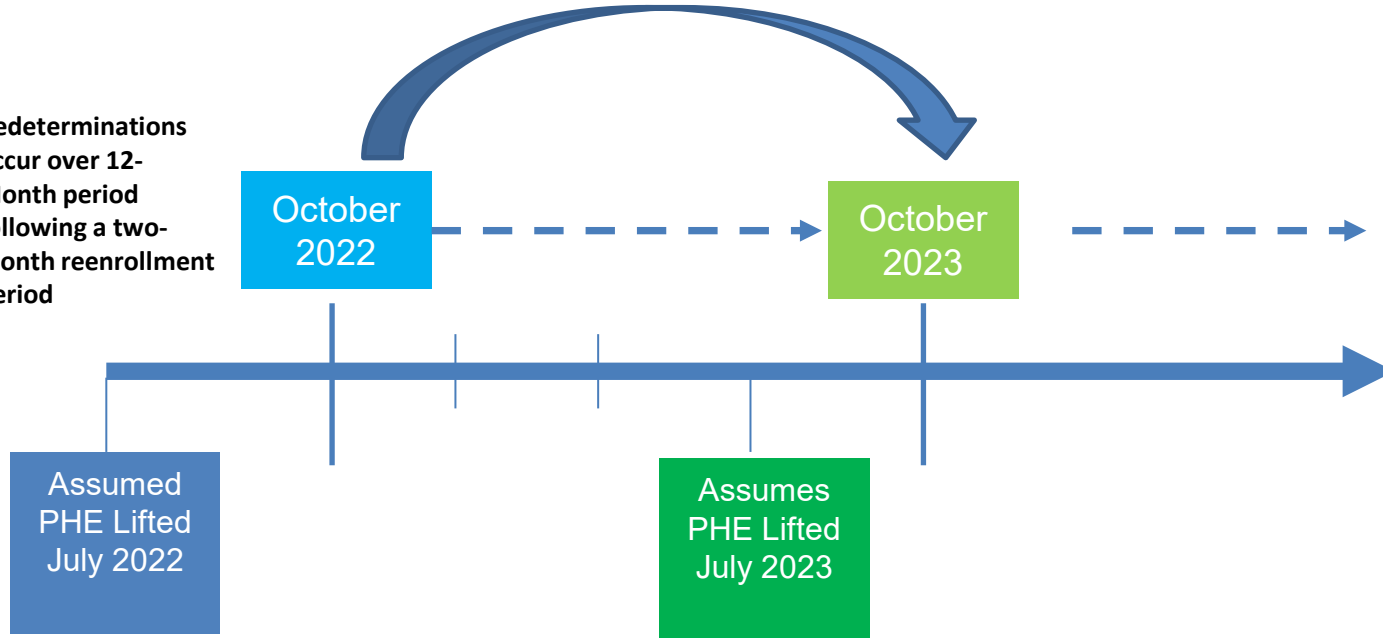 edeterminations
ccur over 12-
onth period
ollowing a two-
onth reenrollment
eriod
October
2022
October
2023
Assumed
PHE Lifted
July 2022
Assumes
PHE Lifted
July 2023